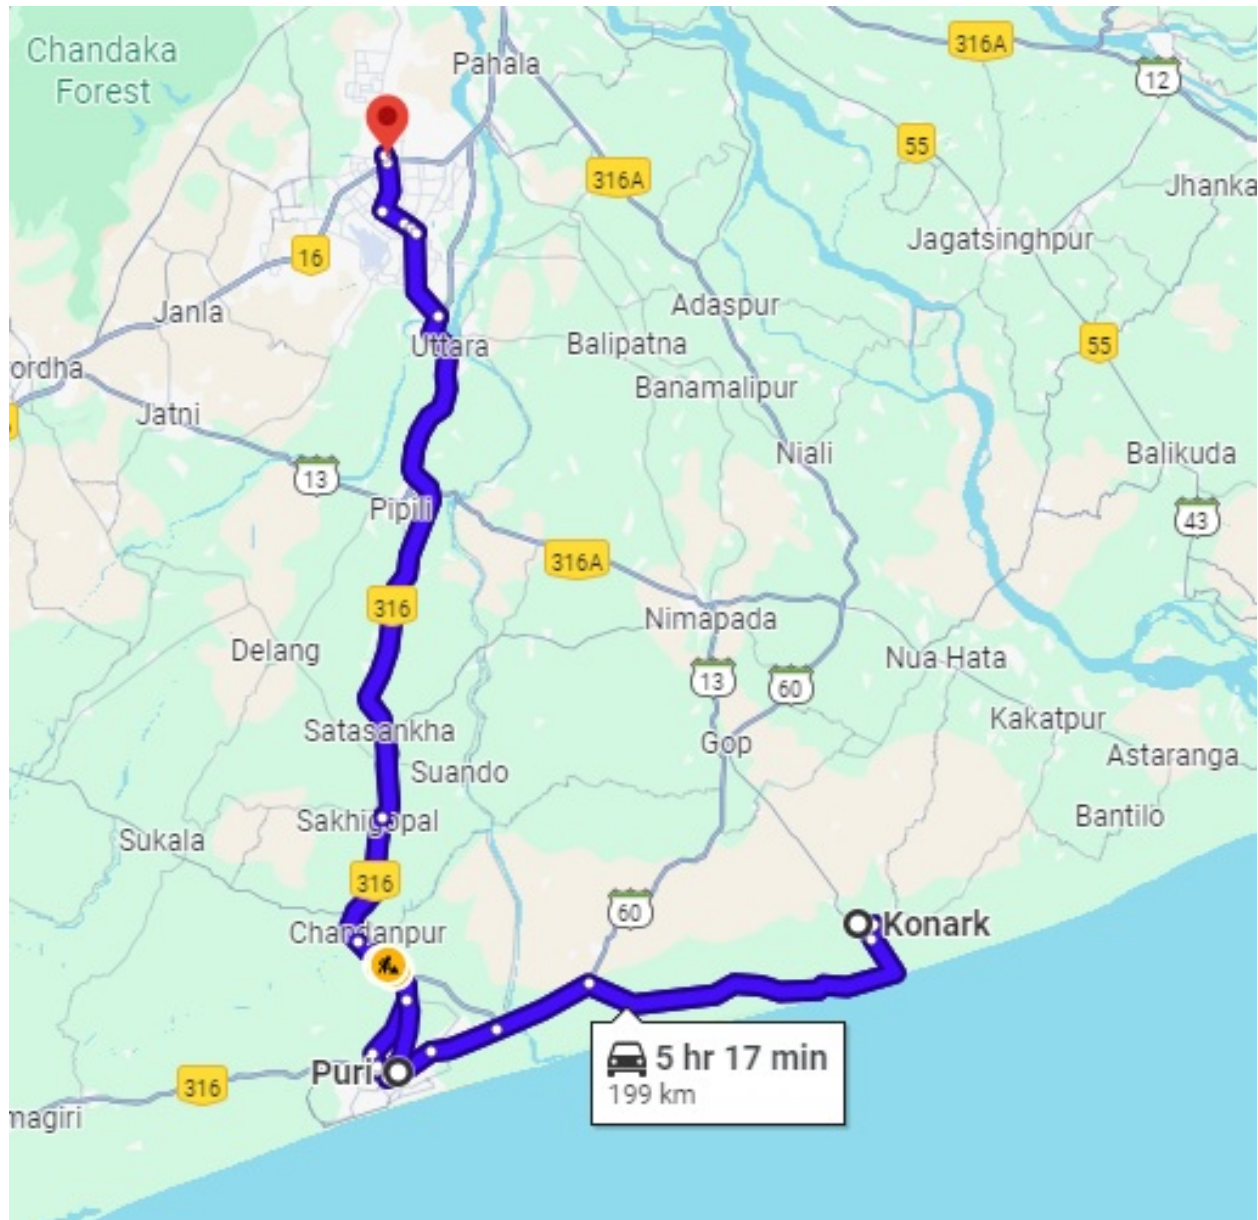 Chandaka
Forest
Pahala
316A
12
55
316A
Jhanka
Jagatsinghpur
16
Janla
Adaspur
Uttara
Balipatna
55
ordha
Banamalipur
Jatni
Niali
Balikuda
13
Pipili
43
316A
316
Nimapada
Delang
Nua Hata
13
60
Satasankha
Kakatpur
Gop
Astaranga
Suando
Sakhigopal
Bantilo
Sukala
316
60
Chandanpur
Konark
5 hr 17 min
199 km
Puri
316
magiri